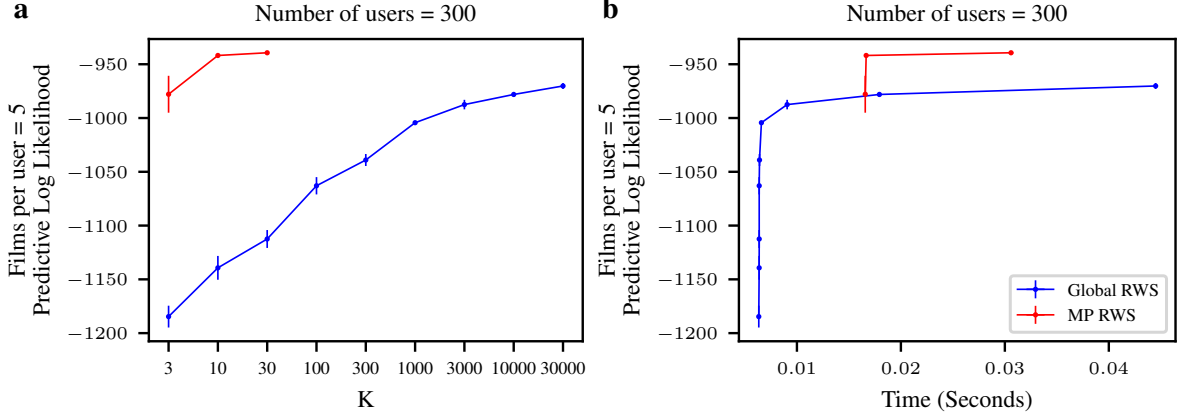 a
Number of users = 300
Films per user = 5
Predictive Log Likelihood
−950
−1000
−1050
−1100
−1150
−1200
3 10 30 100 300 1000 3000 10000 30000
K
b
Number of users = 300
Films per user = 5
Predictive Log Likelihood
−950
−1000
−1050
−1100
−1150
−1200
0.01 0.02 0.03 0.04
Time (Seconds)
Global RWS
MP RWS